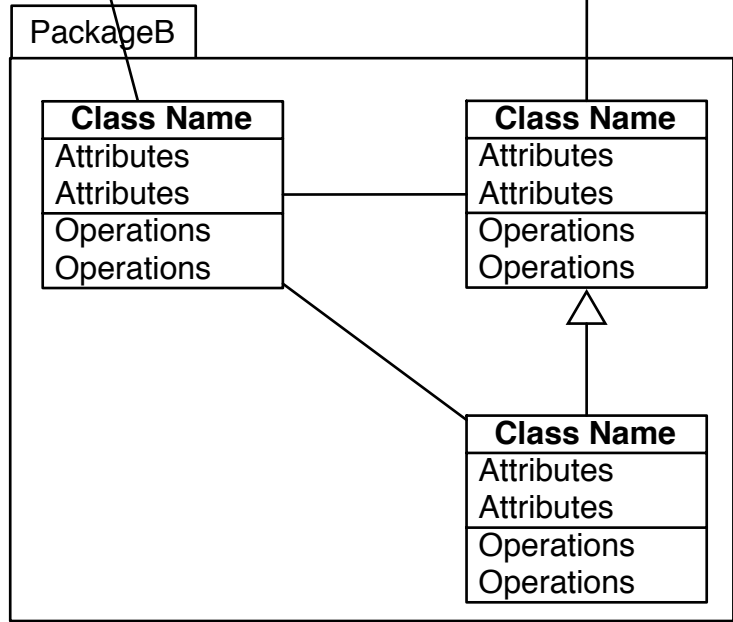 PackageB
Class Name
Attributes
Attributes
Operations
Operations
Class Name
Attributes
Attributes
Operations
Operations
Class Name
Attributes
Attributes
Operations
Operations